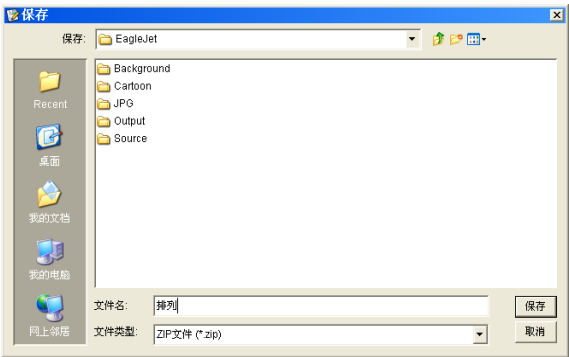 保存
保存:
EagleJet
Recent
桌面
我的文档
我的电脑
网上邻居
Background
Cartoon
JPG
Output
Source
文件名:
排列
保存
文件类型:
ZIP文件 (*.zip)
取消